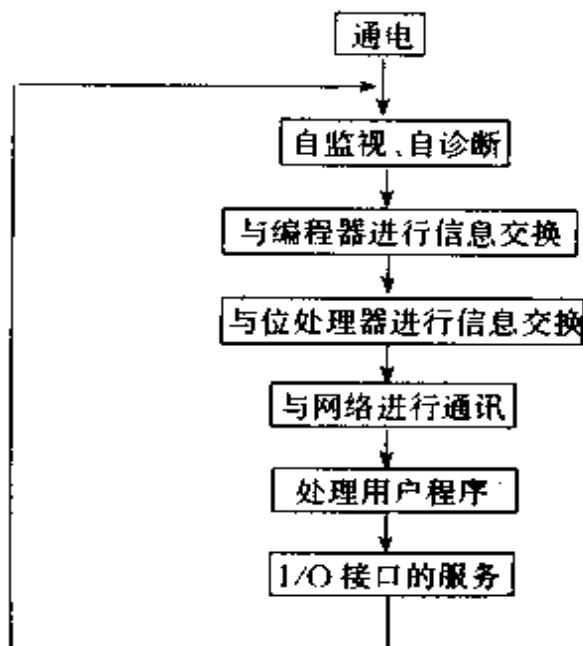 通电
自监视、自诊断
与编程器进行信息交换
与位处理器进行信息交换
与网络进行通讯
处理用户程序
I/O 接口的服务